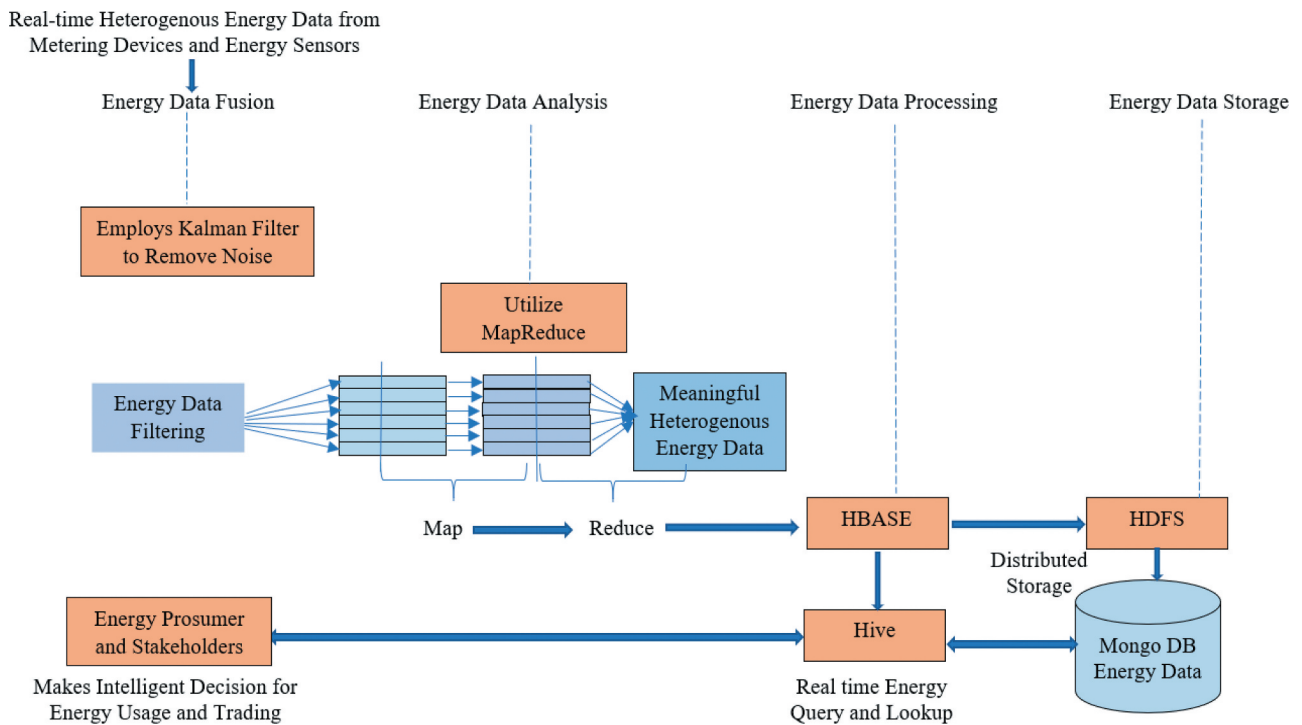 Real-time Heterogenous Energy Data from
Metering Devices and Energy Sensors
Energy Data Fusion
Energy Data Analysis
Energy Data Processing
Energy Data Storage
Employs Kalman Filter
to Remove Noise
Utilize
MapReduce
Energy Data
Filtering
Meaningful
Heterogenous
Energy Data
Map
Reduce
HBASE
HDFS
Distributed
Storage
Energy Prosumer
and Stakeholders
Hive
Mongo DB
Energy Data
Makes Intelligent Decision for
Energy Usage and Trading
Real time Energy
Query and Lookup